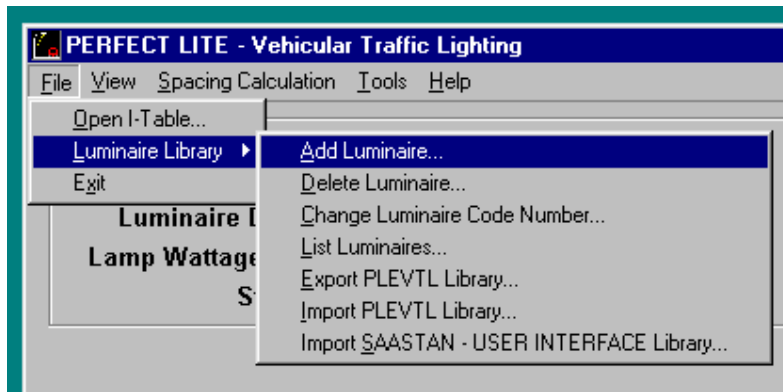 PERFECT LITE - Vehicular Traffic Lighting
File View Spacing Calculation Tools Help
Open I-Table...
Luminaire Library
Exit
Add Luminaire...
Delete Luminaire...
Change Luminaire Code Number...
List Luminaires...
Export PLEVTL Library...
Import PLEVTL Library...
Import SAASTAN - USER INTERFACE Library...
Luminaire
Lamp Wattage